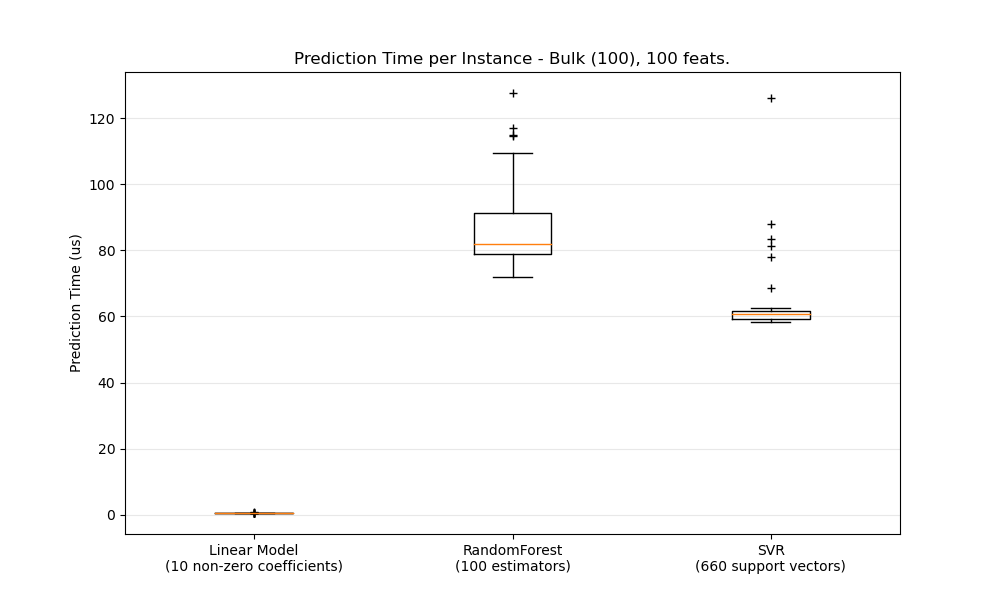 Prediction Time per Instance - Bulk (100), 100 feats.
Prediction Time (us)
120
100
80
60
40
20
0
Linear Model
(10 non-zero coefficients)
RandomForest
(100 estimators)
SVR
(660 support vectors)